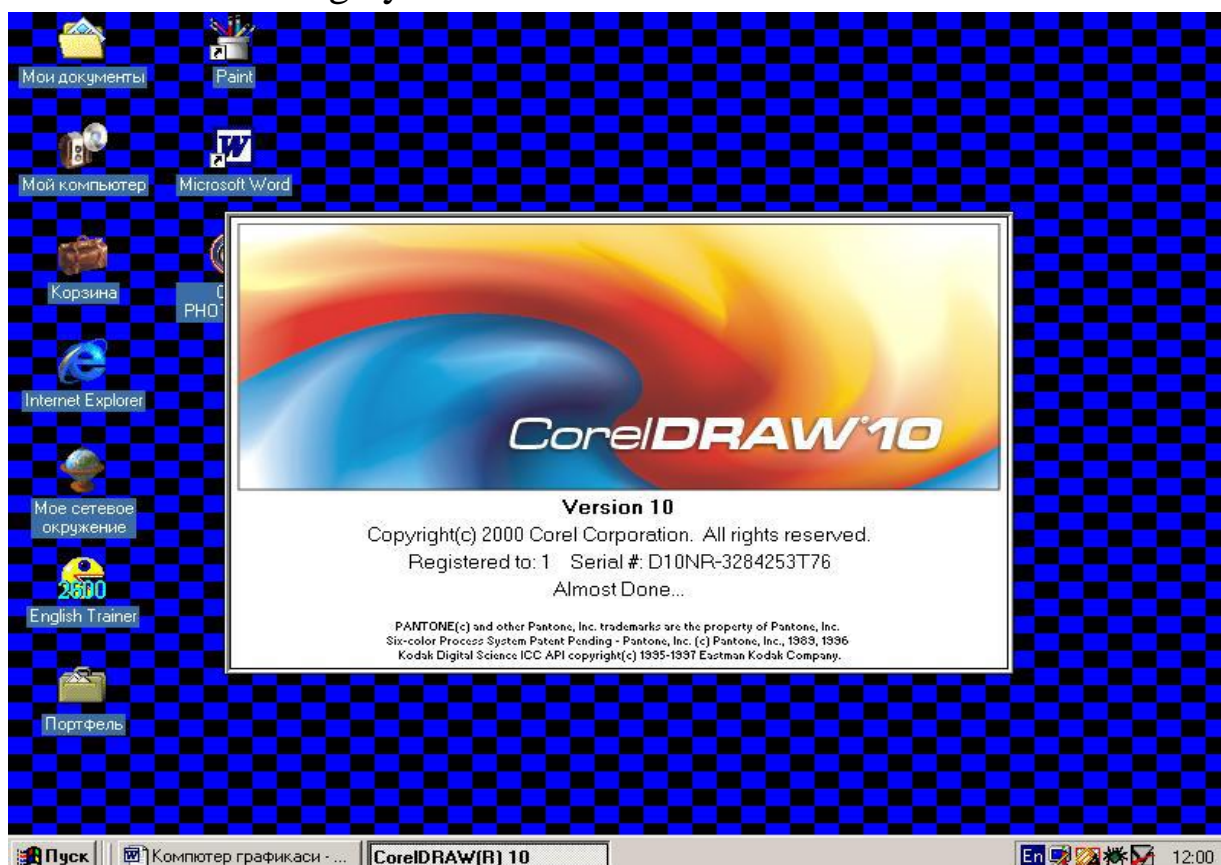 Мои документы
Paint
Мой компьютер
Microsoft Word
Корзина
PHOT
Internet Explorer
Мое сетевое
окружение
2500
English Trainer
Портфель
CorelDRAW 10
Version 10
Copyright(c) 2000 Corel Corporation. All rights reserved.
Registered to: 1 Serial #: D10NR-3284253T76
Almost Done...
PANTONE(c) and other Pantone, Inc. trademarks are the property of Pantone, Inc.
Six-color Process System Patent Pending - Pantone, Inc. (c) Pantone, Inc., 1989, 1996
Kodak Digital Science ICC API copyright(c) 1995-1997 Eastman Kodak Company.
Пуск
Компютер графикаси - ...
CorelDRAW(R) 10
En
12:00